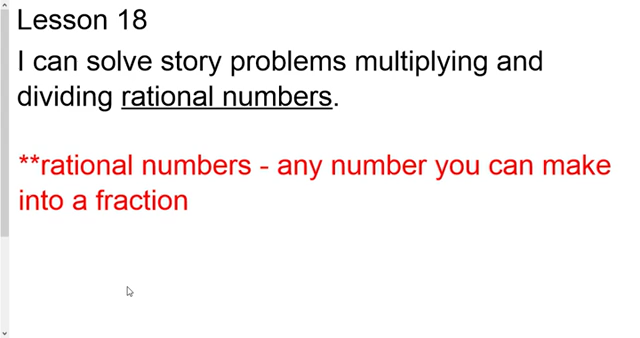 Lesson 18
I can solve story problems multiplying and
dividing rational numbers.
**rational numbers - any number you can make
into a fraction